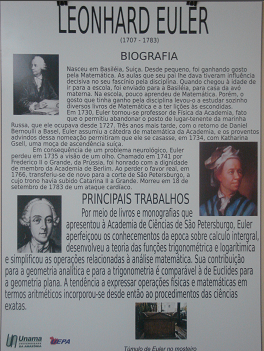 LEONHARD EULER
(1707 - 1783)
BIOGRAFIA
Nasceu em Basiléia, Suíça. Desde pequeno, foi ganhando gosto
pela Matemática. As aulas que seu pai lhe dava tiveram influência
decisiva no seu fascínio pela disciplina. Quando chegou à idade de
ir para a escola, foi enviado para a Basiléia, para casa da avó
materna. Na escola, pouco aprendeu de Matemática. Porém, o
gosto que tinha ganho pela disciplina levou-o a estudar sozinho
diversos livros de Matemática e a ter lições às escondidas.
Em 1730, Euler tornou-se professor de Física da Academia, fato
que o permitiu abandonar o posto de lugar-tenente da marinha
Russa, que ele ocupava desde 1727. Três anos mais tarde, com o retorno de Daniel
Bernoulli a Basel, Euler assumiu a cátedra de matemática da Academia, e os proventos
advindos dessa nomeação permitiram que ele se casasse, em 1734, com Katharina
Gsell, uma moça de ascendência suíça.
Em consequência de um problema neurológico, Euler
perdeu em 1735 a visão de um olho. Chamado em 1741 por
Frederico II o Grande, da Prússia, foi honrado com a dignidade
de membro da Academia de Berlim. Ao perder o favor real, em
1766, transferiu-se de novo para a corte de São Petersburgo, a
cujo trono havia subido Catarina II a Grande. Morreu em 18 de
setembro de 1783 de um ataque cardíaco.
PRINCIPAIS TRABALHOS
Por meio de livros e monografias que
apresentou à Academia de Ciências de São Petersburgo, Euler
aperfeiçoou os conhecimentos da época sobre cálculo integral,
desenvolveu a teoria das funções trigonométrica e logarítmica
e simplificou as operações relacionadas à análise matemática. Sua contribuição
para a geometria analítica e para a trigonometria é comparável à de Euclides para
a geometria plana. A tendência a expressar operações físicas e matemáticas em
termos aritméticos incorporou-se desde então ao procedimentos das ciências
exatas.
Unama
UEPA
Túmulo de Euler no mosteiro